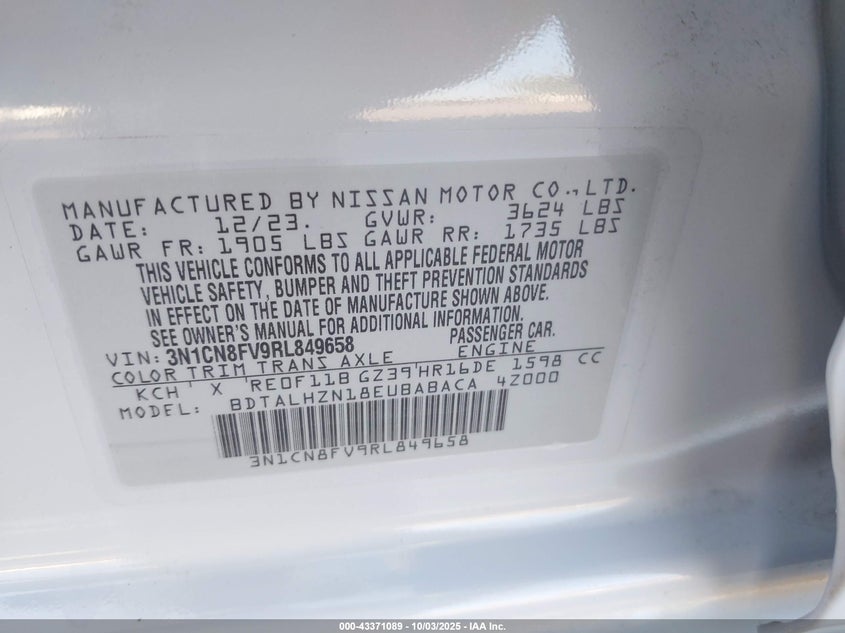 MANUFACTURED BY NISSAN MOTOR CO.,LTD.
DATE: 12/23. GVWR: 3624 LBS
GAWR FR: 1905 LBS GAWR RR: 1735 LBS
THIS VEHICLE CONFORMS TO ALL APPLICABLE FEDERAL MOTOR
VEHICLE SAFETY, BUMPER AND THEFT PREVENTION STANDARDS
IN EFFECT ON THE DATE OF MANUFACTURE SHOWN ABOVE.
SEE OWNER'S MANUAL FOR ADDITIONAL INFORMATION.
VIN: 3N1CN8FV9RL849658 PASSENGER CAR.
COLOR TRIM TRANS AXLE ENGINE
KCH X RE0F11B GZ39 HR16DE 1598 CC
MODEL: BDTALHZN18EUBABACA 4Z000
3N1CN8FV9RL849658
000-43371089 - 10/03/2025 - IAA Inc.